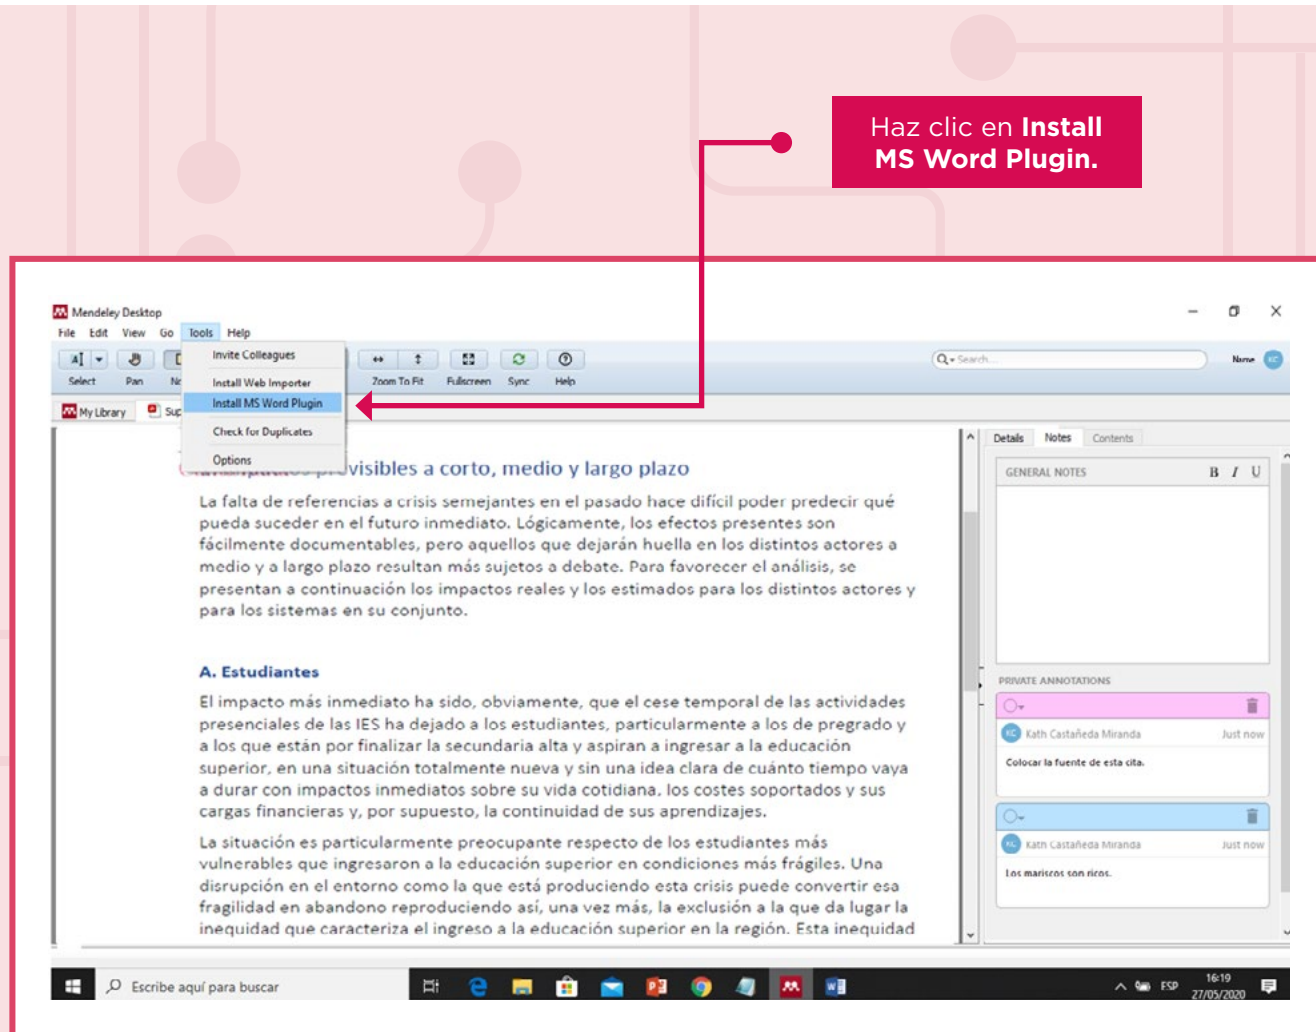 Haz clic en Install
MS Word Plugin.
Mendeley Desktop
File Edit View Go Tools Help
Invite Colleagues
Install Web Importer
Install MS Word Plugin
Check for Duplicates
Options
Select Pan Zoom To Fit Fullscreen Sync Help
Search...
Name KC
My Library
Details Notes Contents
visibles a corto, medio y largo plazo
La falta de referencias a crisis semejantes en el pasado hace difícil poder predecir qué
pueda suceder en el futuro inmediato. Lógicamente, los efectos presentes son
fácilmente documentables, pero aquellos que dejarán huella en los distintos actores a
medio y a largo plazo resultan más sujetos a debate. Para favorecer el análisis, se
presentan a continuación los impactos reales y los estimados para los distintos actores y
para los sistemas en su conjunto.
A. Estudiantes
El impacto más inmediato ha sido, obviamente, que el cese temporal de las actividades
presenciales de las IES ha dejado a los estudiantes, particularmente a los de pregrado y
a los que están por finalizar la secundaria alta y aspiran a ingresar a la educación
superior, en una situación totalmente nueva y sin una idea clara de cuánto tiempo vaya
a durar con impactos inmediatos sobre su vida cotidiana, los costes soportados y sus
cargas financieras y, por supuesto, la continuidad de sus aprendizajes.
La situación es particularmente preocupante respecto de los estudiantes más
vulnerables que ingresaron a la educación superior en condiciones más frágiles. Una
disrupción en el entorno como la que está produciendo esta crisis puede convertir esa
fragilidad en abandono reproduciendo así, una vez más, la exclusión a la que da lugar la
inequidad que caracteriza el ingreso a la educación superior en la región. Esta inequidad
GENERAL NOTES B I U
PRIVATE ANNOTATIONS
KC Kath Castañeda Miranda Just now
Colocar la fuente de esta cita.
KC Kath Castañeda Miranda Just now
Los mariscos son ricos.
Escribe aquí para buscar
ESP
16:19
27/05/2020